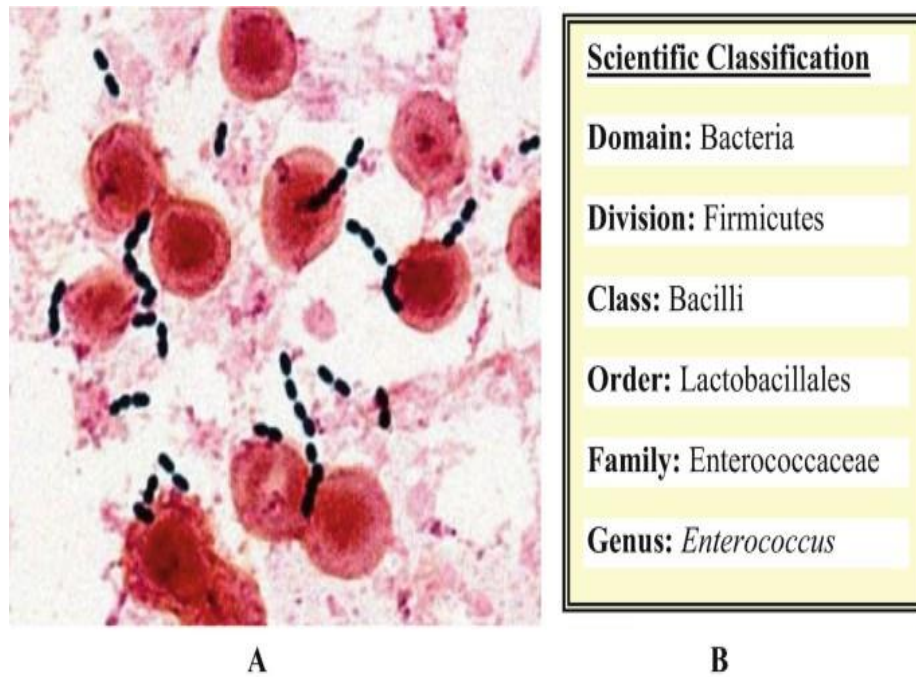 Scientific Classification
Domain: Bacteria
Division: Firmicutes
Class: Bacilli
Order: Lactobacillales
Family: Enterococcaceae
Genus: Enterococcus
A
B